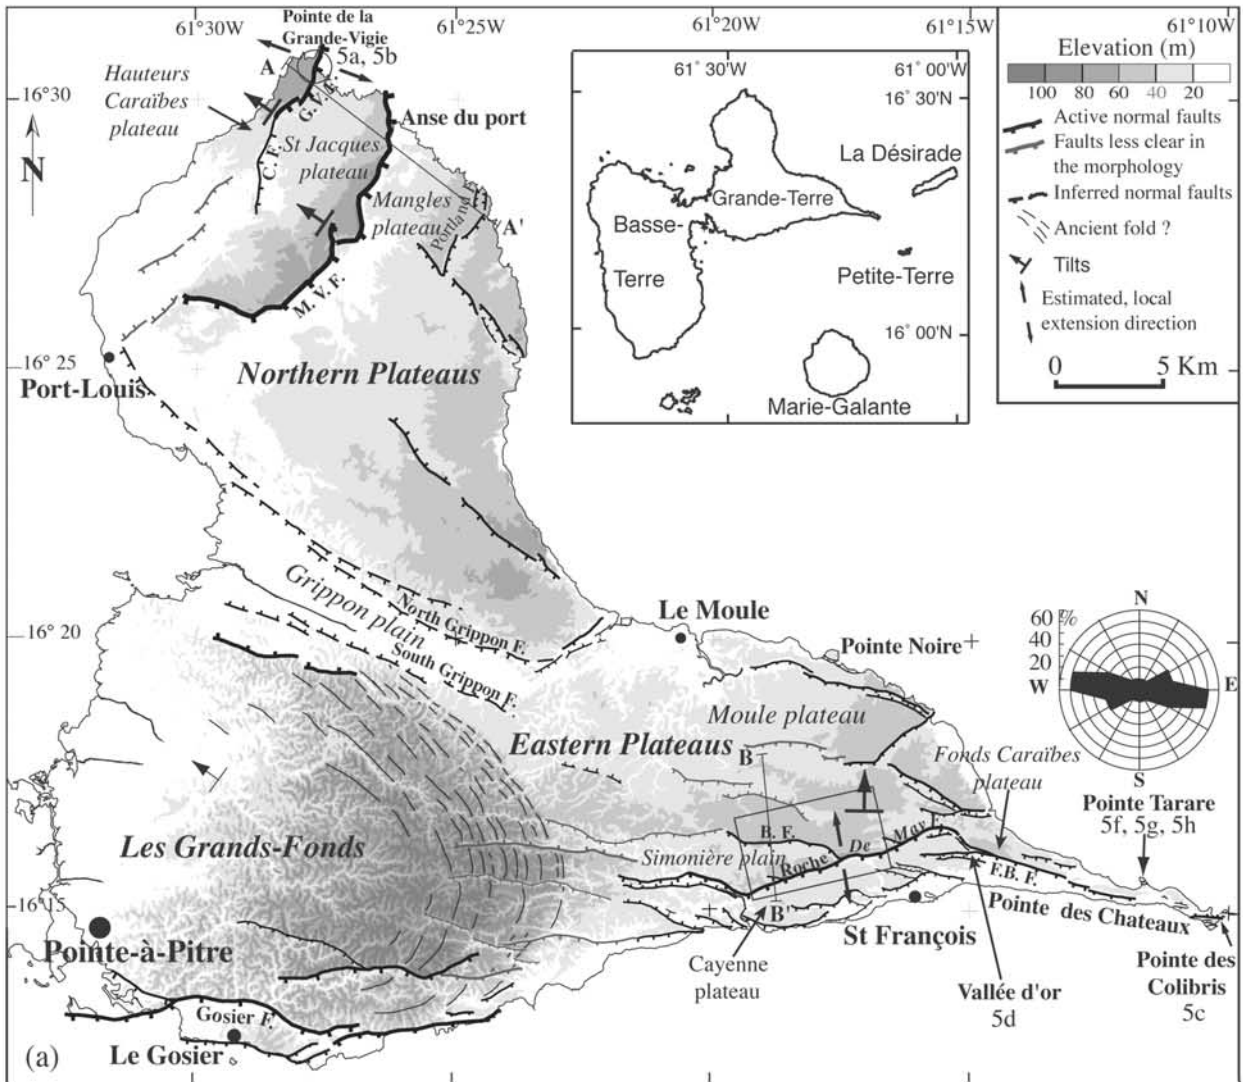 61°30W
61°25W
61°20W
61°15W
61°10W
Pointe de la
Grande-Vigie
5a, 5b
A
Hauteurs
Caraïbes
plateau
16°30
N
G. V. F.
C. F.
St Jacques
plateau
Anse du port
Mangles
plateau
Portland F.
A'
M. V. F.
16° 25
Port-Louis
Northern Plateaus
61° 30'W
61° 00'W
16° 30'N
La Désirade
Grande-Terre
Basse-
Terre
Petite-Terre
16° 00'N
Marie-Galante
Elevation (m)
100 80 60 40 20
Active normal faults
Faults less clear in
the morphology
Inferred normal faults
Ancient fold ?
Tilts
Estimated, local
extension direction
0 5 Km
Grippon plain
North Grippon F.
South Grippon F.
16° 20
Le Moule
Pointe Noire
60 %
40
20
N
W
E
S
Moule plateau
Eastern Plateaus
Fonds Caraïbes
plateau
B
Pointe Tarare
5f, 5g, 5h
Les Grands-Fonds
B. F.
Simonière plain
Roche De May F.
F.B. F.
16°15
B'
Pointe des Chateaux
Pointe-à-Pitre
St François
Cayenne
plateau
Vallée d'or
5d
Pointe des
Colibris
5c
Gosier F.
Le Gosier
(a)